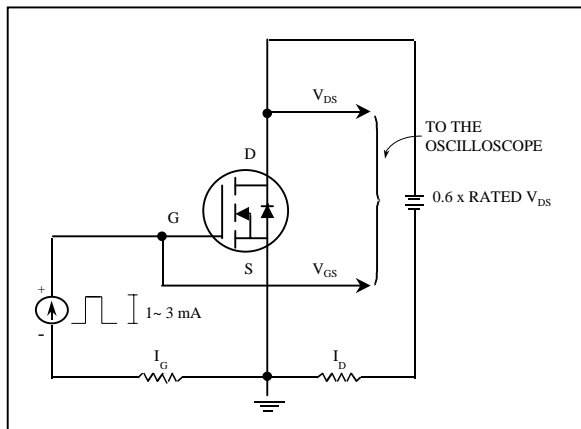 V_DS
D
TO THE
OSCILLOSCOPE
0.6 x RATED V_DS
G
S
V_GS
+
-
1~ 3 mA
I_G
I_D